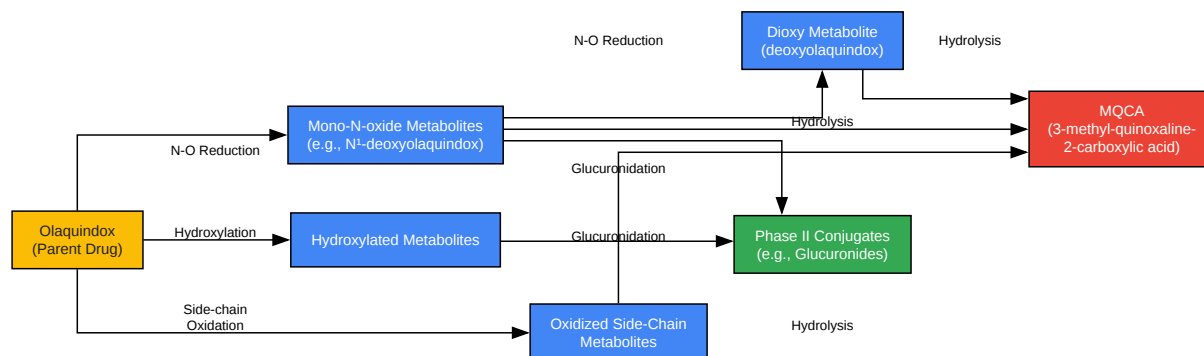 Dioxy Metabolite
(deoxyolaquindox)
N-O Reduction
Hydrolysis
Mono-N-oxide Metabolites
(e.g., N¹-deoxyolaquindox)
MQCA
(3-methyl-quinoxaline-
2-carboxylic acid)
Hydrolysis
N-O Reduction
Glucuronidation
Olaquindox
(Parent Drug)
Hydroxylation
Hydroxylated Metabolites
Glucuronidation
Phase II Conjugates
(e.g., Glucuronides)
Side-chain
Oxidation
Oxidized Side-Chain
Metabolites
Hydrolysis